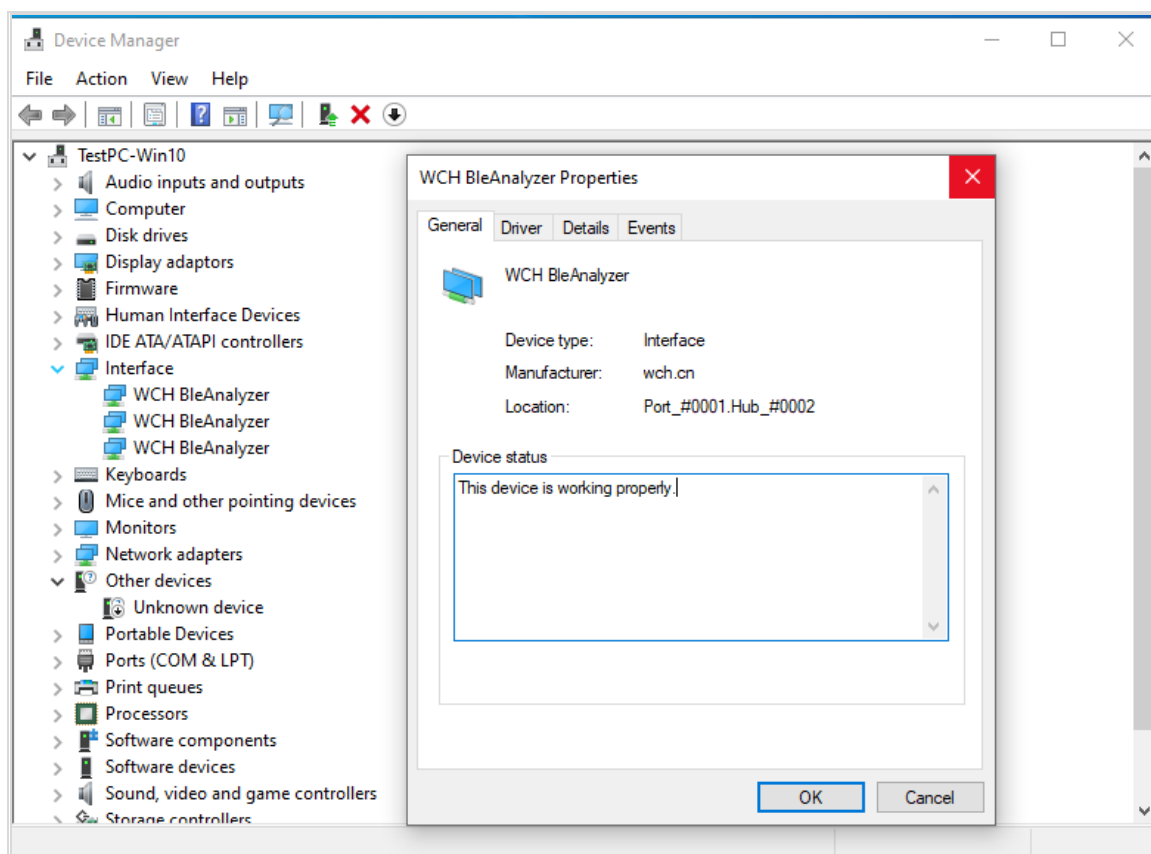 Device Manager
File Action View Help
TestPC-Win10
Audio inputs and outputs
Computer
Disk drives
Display adaptors
Firmware
Human Interface Devices
IDE ATA/ATAPI controllers
Interface
WCH BleAnalyzer
WCH BleAnalyzer
WCH BleAnalyzer
Keyboards
Mice and other pointing devices
Monitors
Network adapters
Other devices
Unknown device
Portable Devices
Ports (COM & LPT)
Print queues
Processors
Software components
Software devices
Sound, video and game controllers
Storage controllers
WCH BleAnalyzer Properties
General Driver Details Events
WCH BleAnalyzer
Device type: Interface
Manufacturer: wch.cn
Location: Port_#0001.Hub_#0002
Device status
This device is working properly.
OK Cancel